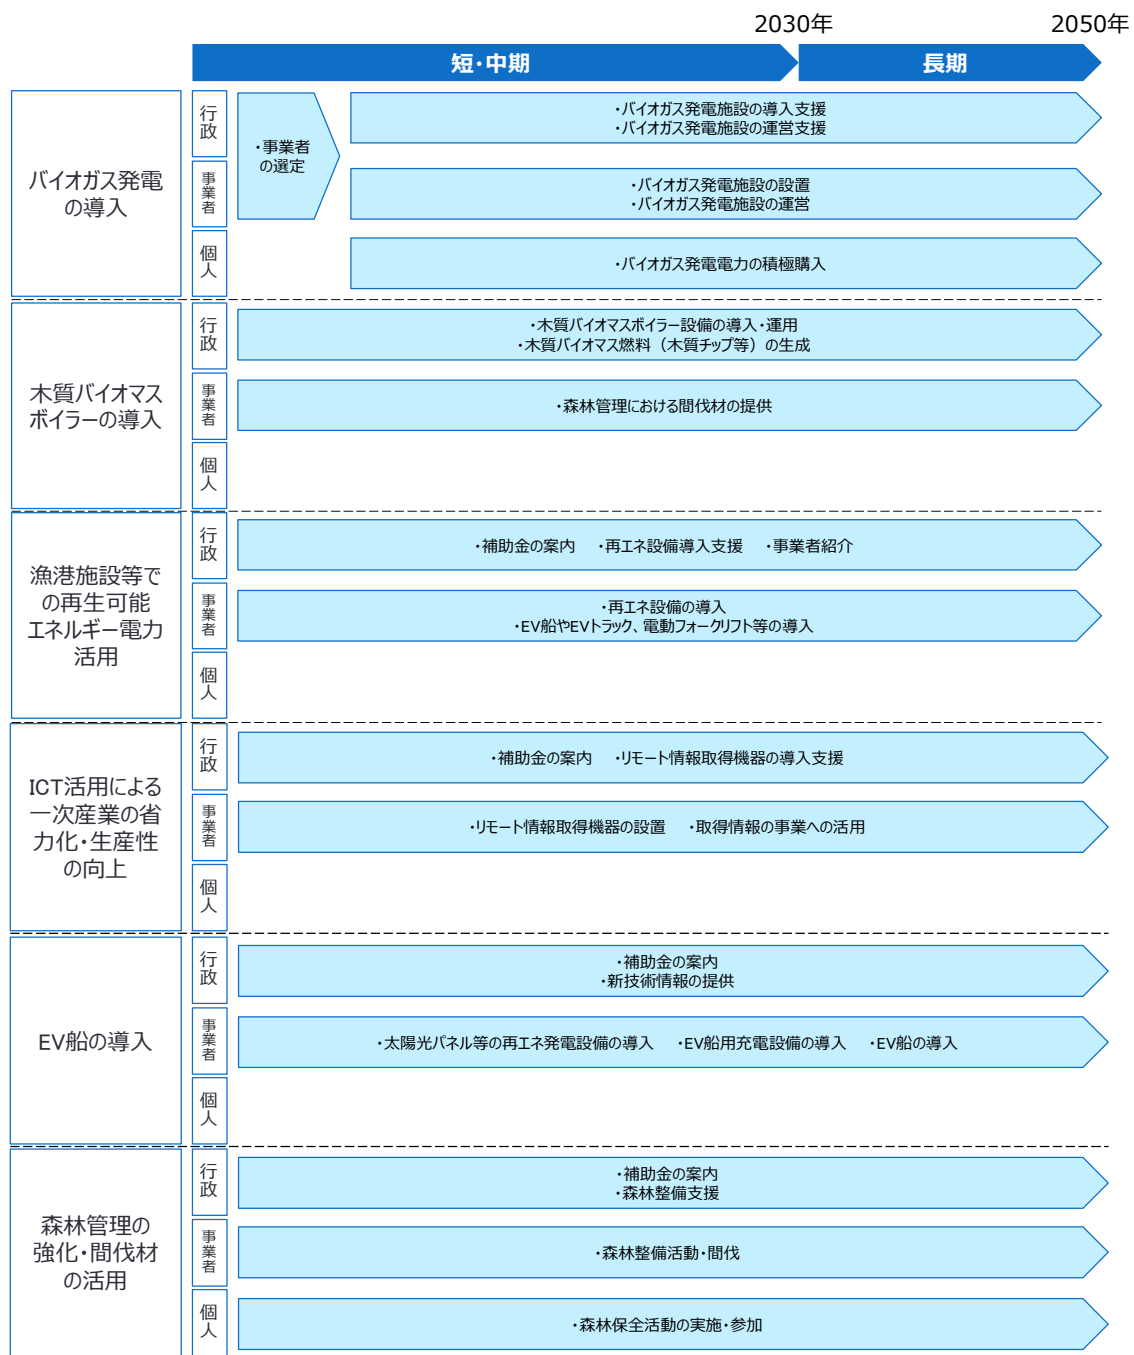 2030年
2050年
短・中期
長期
バイオガス発電
の導入
行政
事業者
個人
・事業者
の選定
・バイオガス発電施設の導入支援
・バイオガス発電施設の運営支援
・バイオガス発電施設の設置
・バイオガス発電施設の運営
・バイオガス発電電力の積極購入
木質バイオマス
ボイラーの導入
行政
事業者
個人
・木質バイオマスボイラー設備の導入・運用
・木質バイオマス燃料（木質チップ等）の生成
・森林管理における間伐材の提供
漁港施設等で
の再生可能
エネルギー電力
活用
行政
事業者
個人
・補助金の案内　・再エネ設備導入支援　・事業者紹介
・再エネ設備の導入
・EV船やEVトラック、電動フォークリフト等の導入
ICT活用による
一次産業の省
力化・生産性
の向上
行政
事業者
個人
・補助金の案内　・リモート情報取得機器の導入支援
・リモート情報取得機器の設置　・取得情報の事業への活用
EV船の導入
行政
事業者
個人
・補助金の案内
・新技術情報の提供
・太陽光パネル等の再エネ発電設備の導入　・EV船用充電設備の導入　・EV船の導入
森林管理の
強化・間伐材
の活用
行政
事業者
個人
・補助金の案内
・森林整備支援
・森林整備活動・間伐
・森林保全活動の実施・参加